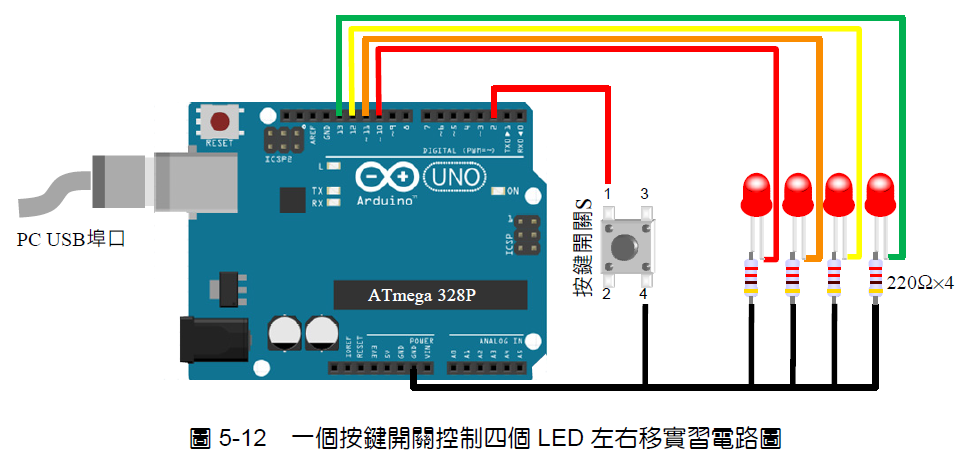 RESET
ICSP2
AREF
GND
13
12
~11
~10
~9
8
7
~6
~5
4
~3
2
TX0▶1
RX0◀0
DIGITAL (PWM=~)
L
TX
RX
Arduino™
UNO
ON
ICSP
1
PC USB埠口
ATmega 328P
POWER
ANALOG IN
IOREF
RESET
3V3
5V
GND
GND
VIN
A0
A1
A2
A3
A4
A5
按鍵開關S
1
3
2
4
220Ω×4
圖 5-12 一個按鍵開關控制四個 LED 左右移實習電路圖